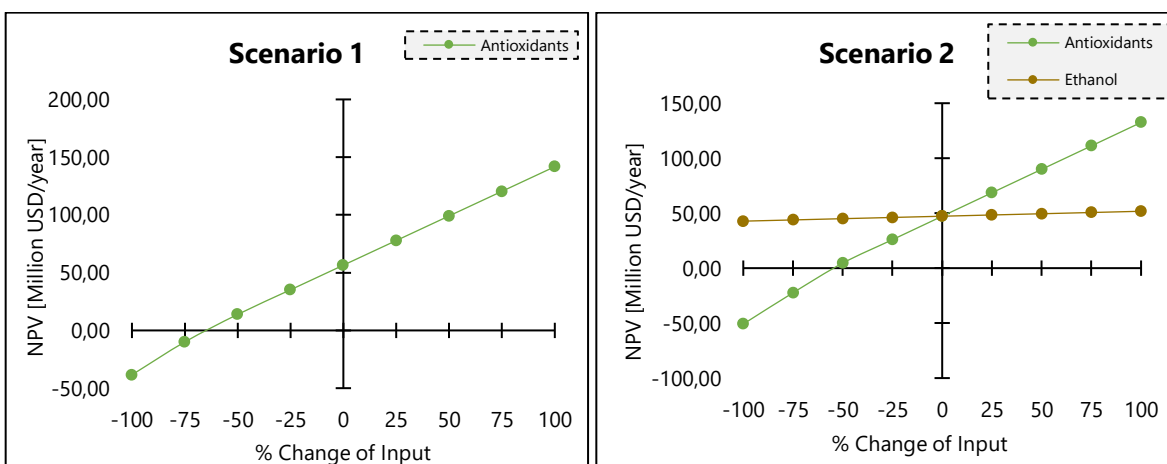 Scenario 1
Antioxidants
NPV [Million USD/year]
200,00
150,00
100,00
50,00
0,00
-50,00
-100 -75 -50 -25 0 25 50 75 100
% Change of Input
Scenario 2
Antioxidants
Ethanol
NPV [Million USD/year]
150,00
100,00
50,00
0,00
-50,00
-100,00
-100 -75 -50 -25 0 25 50 75 100
% Change of Input